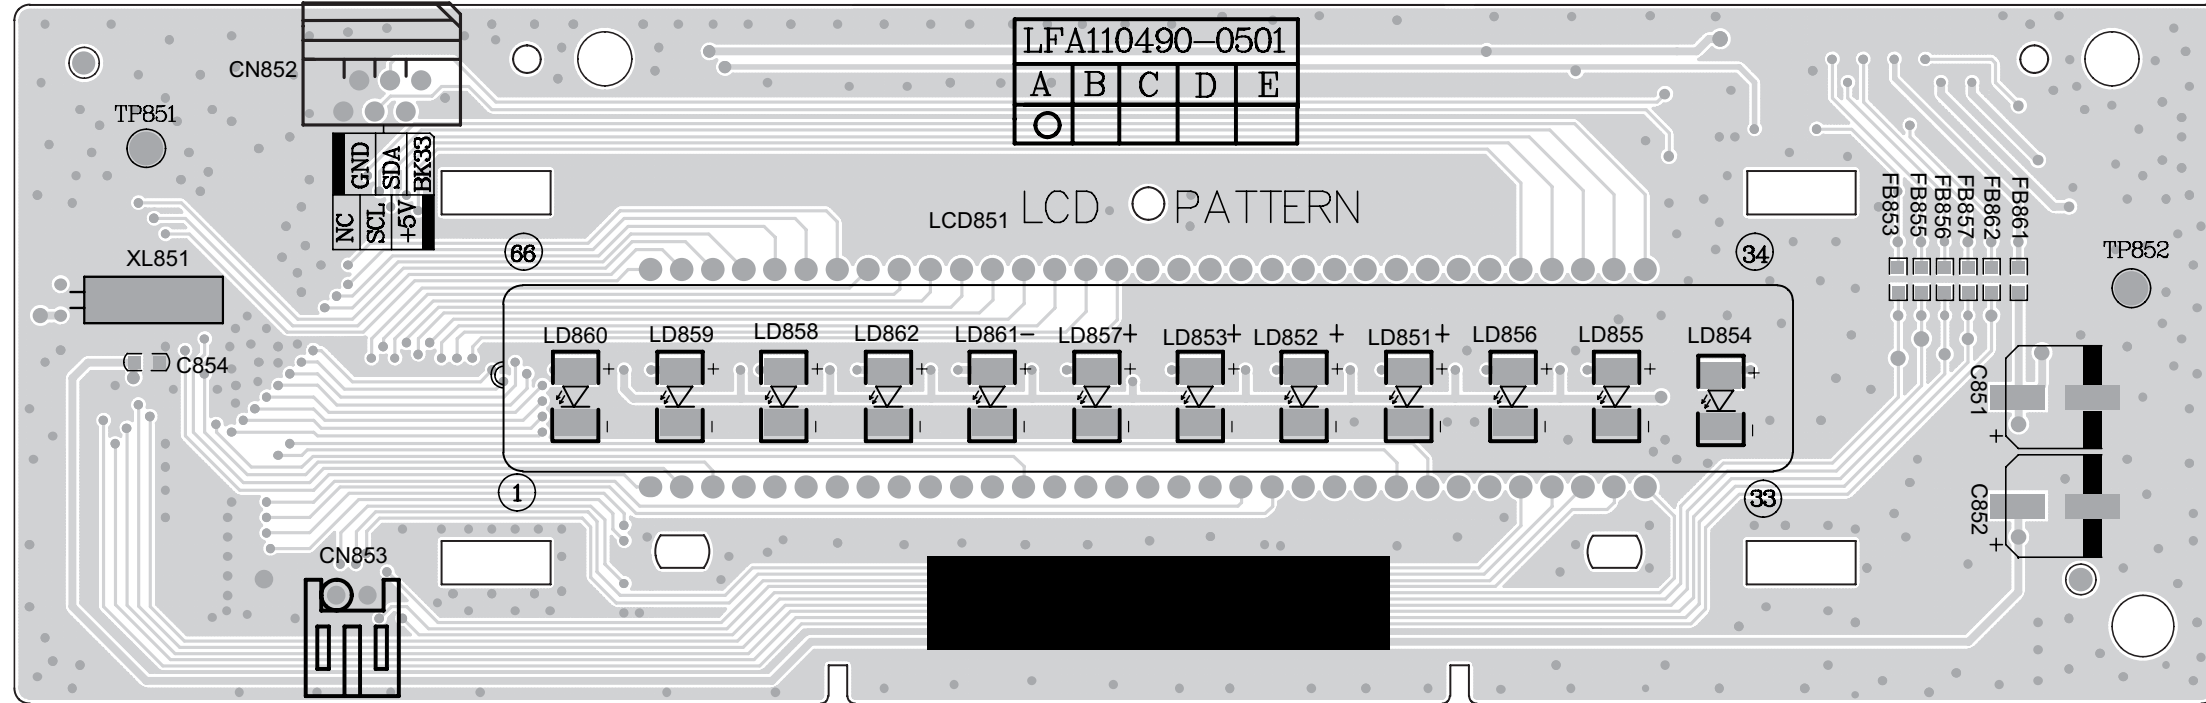 LFA110490-0501
A B C D E
CN852
TP851
GND SDA BK33
NC SCL +5V
LCD851 LCD PATTERN
66
34
FB853 FB855 FB856 FB857 FB862 FB861
XL851
TP852
LD860 LD859 LD858 LD862 LD861- LD857+ LD853+ LD852 + LD851+ LD856 LD855 LD854
+ + + + + + + + + + + +
C854
- - - - - - - - - - - -
C851
+
1
33
C852
+
CN853